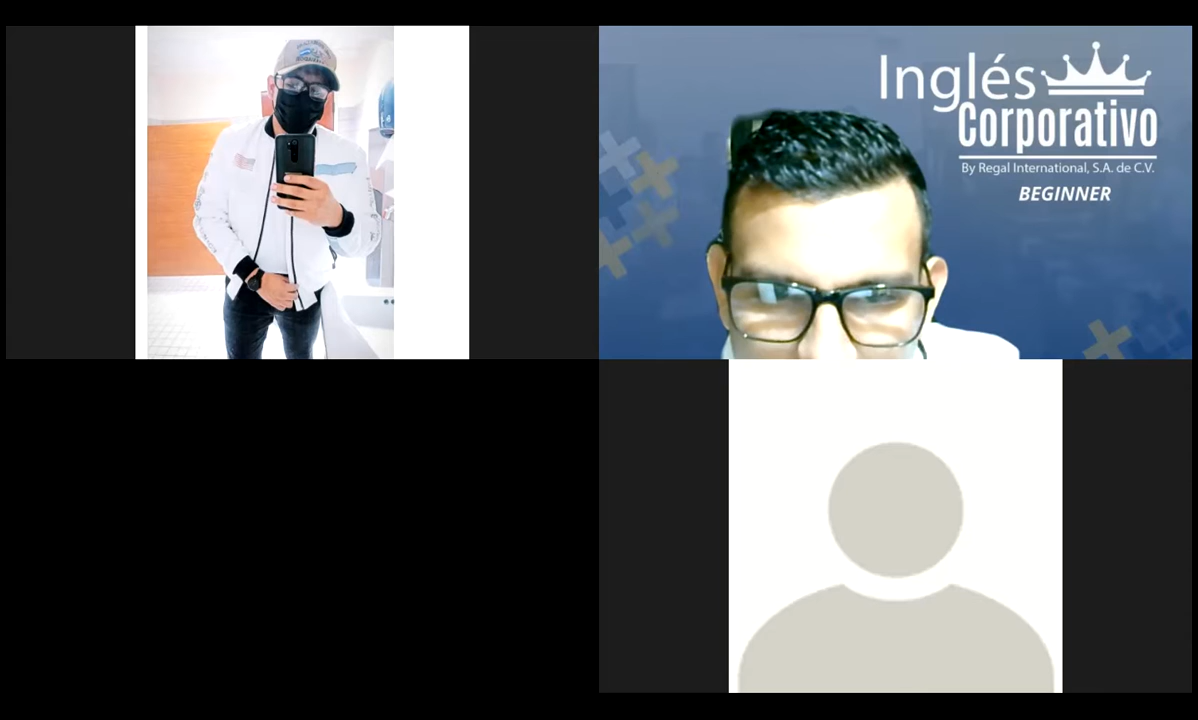 Inglés
Corporativo
By Regal International, S.A. de C.V.
BEGINNER